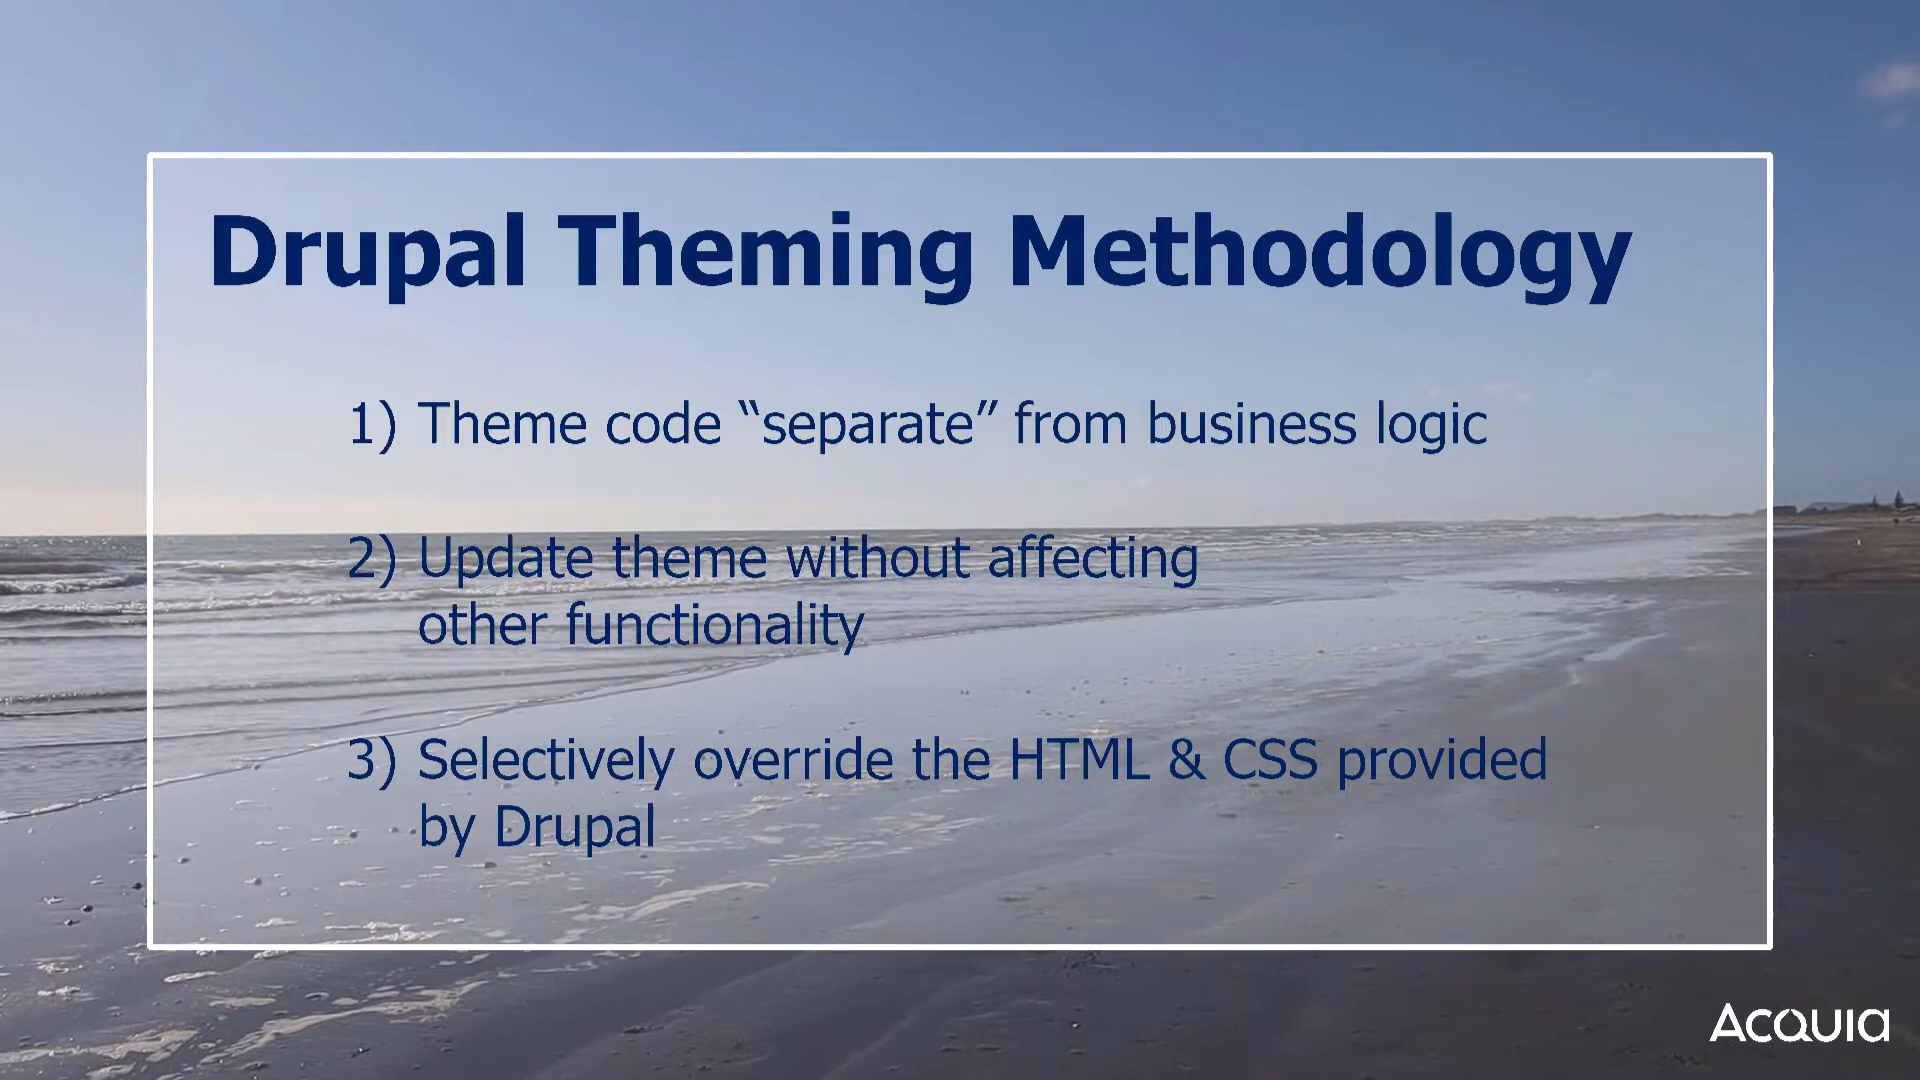 Drupal Theming Methodology
1) Theme code “separate” from business logic
2) Update theme without affecting
other functionality
3) Selectively override the HTML & CSS provided
by Drupal
Acquia